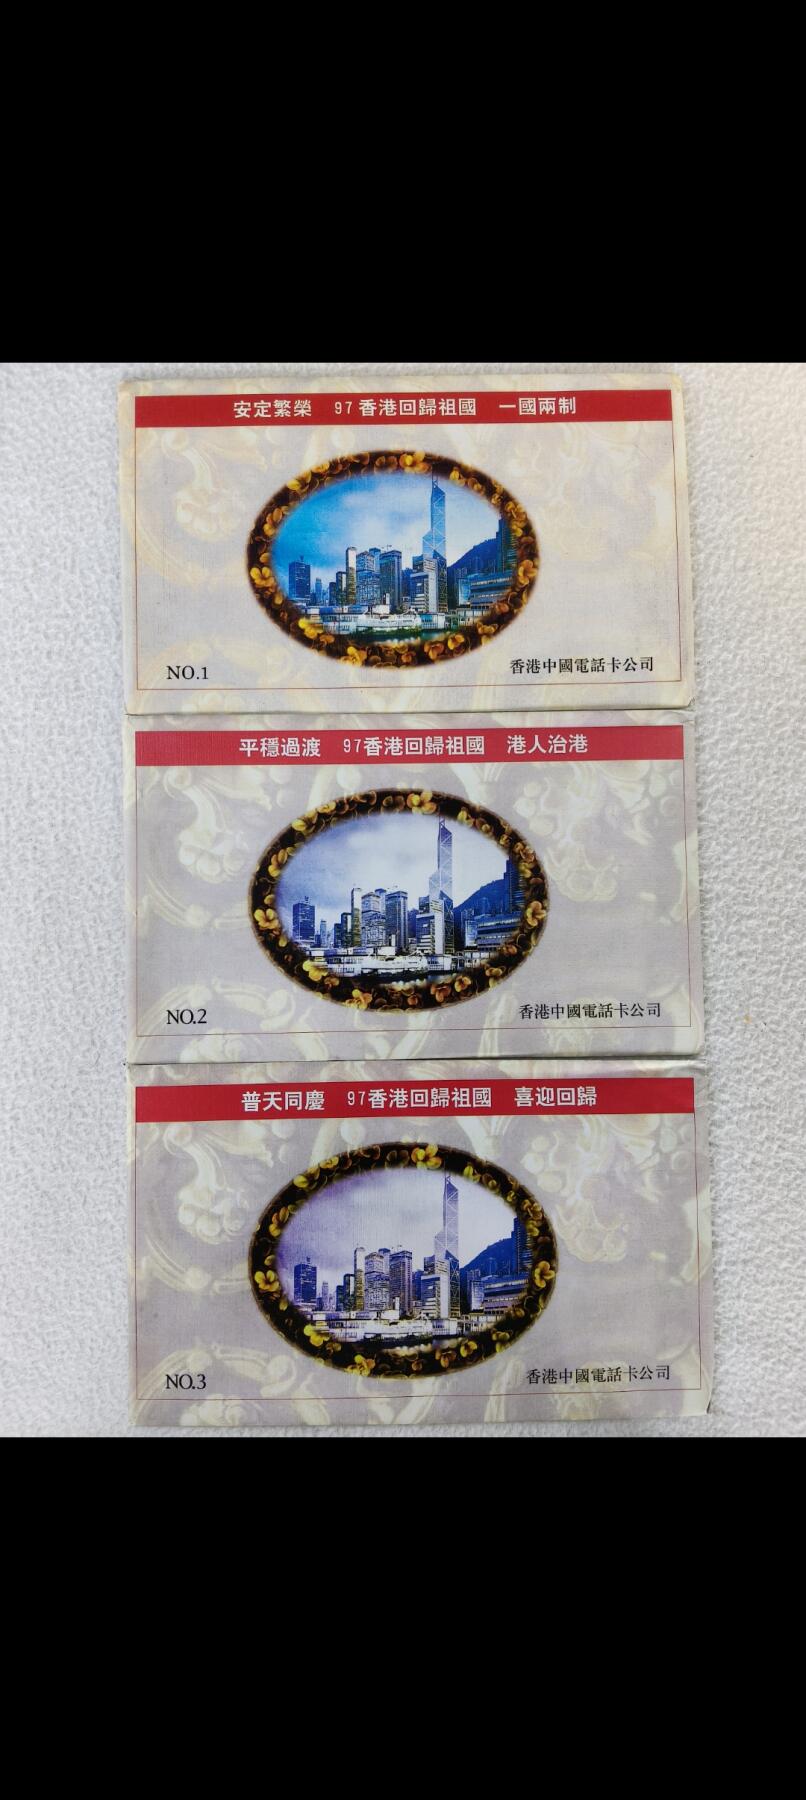 安定繁榮 97香港回歸祖國 一國兩制
NO.1
香港中國電話卡公司
平穩過渡 97香港回歸祖國 港人治港
NO.2
香港中國電話卡公司
普天同慶 97香港回歸祖國 喜迎回歸
NO.3
香港中國電話卡公司